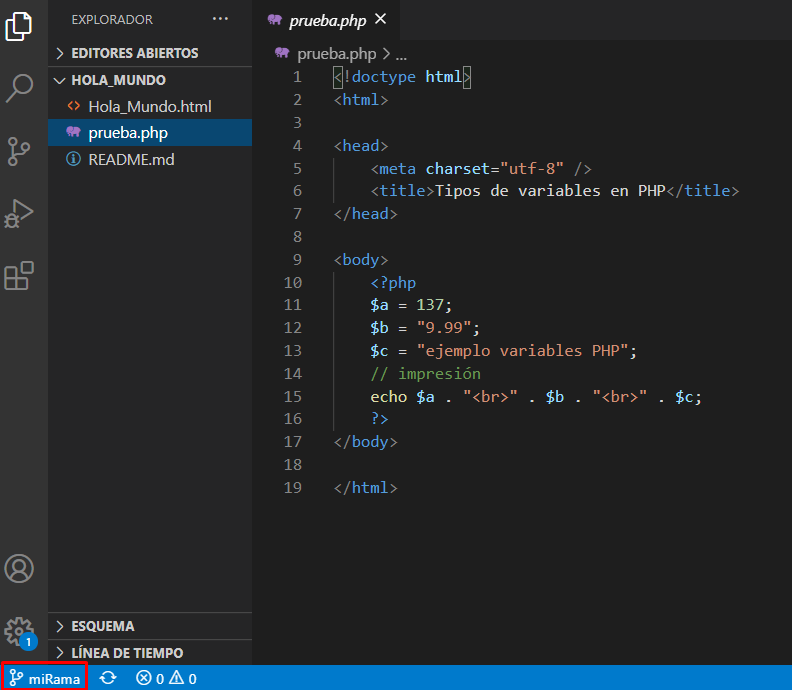 EXPLORADOR ...
EDITORES ABIERTOS
HOLA_MUNDO
Hola_Mundo.html
prueba.php
README.md
ESQUEMA
LÍNEA DE TIEMPO
prueba.php
prueba.php > ...
1 <!doctype html>
2 <html>
3
4 <head>
5 <meta charset="utf-8" />
6 <title>Tipos de variables en PHP</title>
7 </head>
8
9 <body>
10 <?php
11 $a = 137;
12 $b = "9.99";
13 $c = "ejemplo variables PHP";
14 // impresión
15 echo $a . "<br>" . $b . "<br>" . $c;
16 ?>
17 </body>
18
19 </html>
1
miRama 0 0